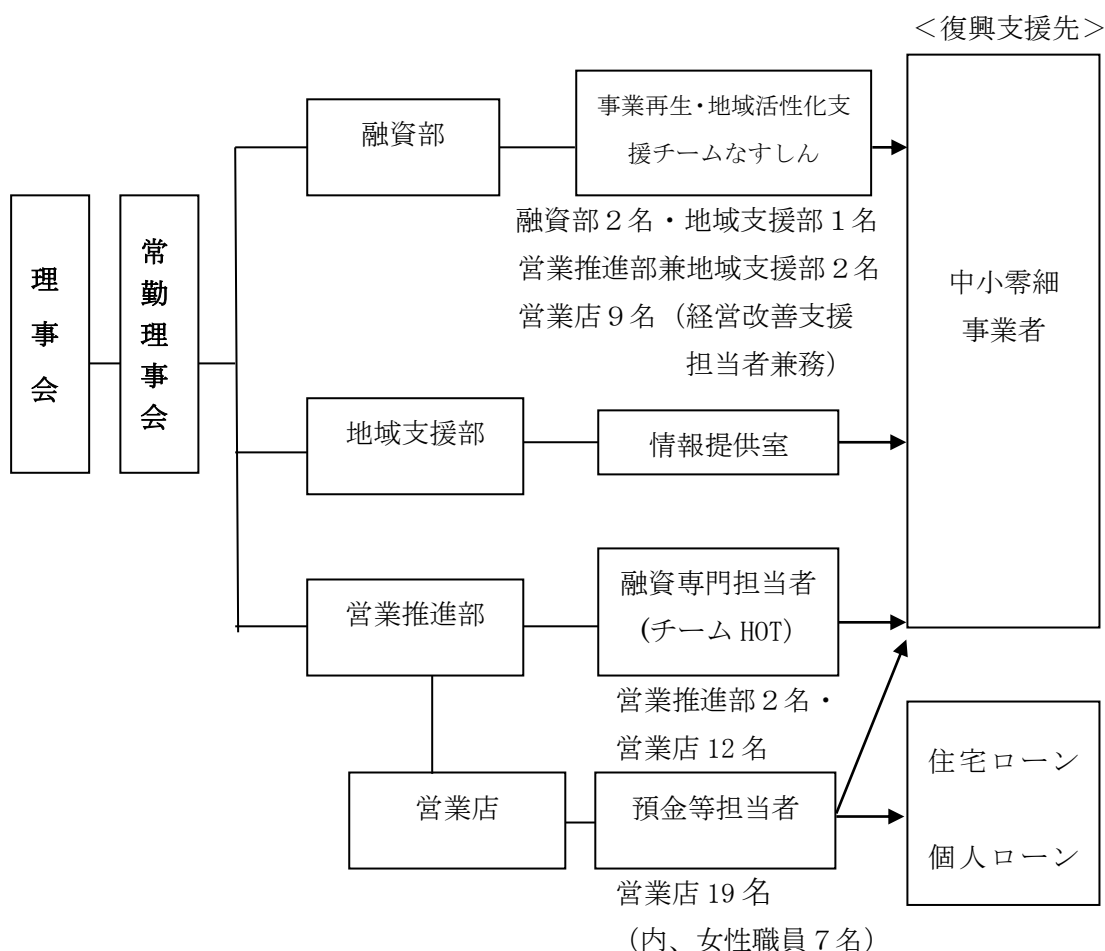 <復興支援先>
理事会
常勤理事会
融資部
事業再生・地域活性化支
援チームなすしん
融資部2名・地域支援部1名
営業推進部兼地域支援部2名
営業店9名（経営改善支援
担当者兼務）
中小零細
事業者
地域支援部
情報提供室
営業推進部
融資専門担当者
(チーム HOT)
営業推進部2名・
営業店 12 名
営業店
預金等担当者
営業店 19 名
（内、女性職員7名）
住宅ローン
個人ローン